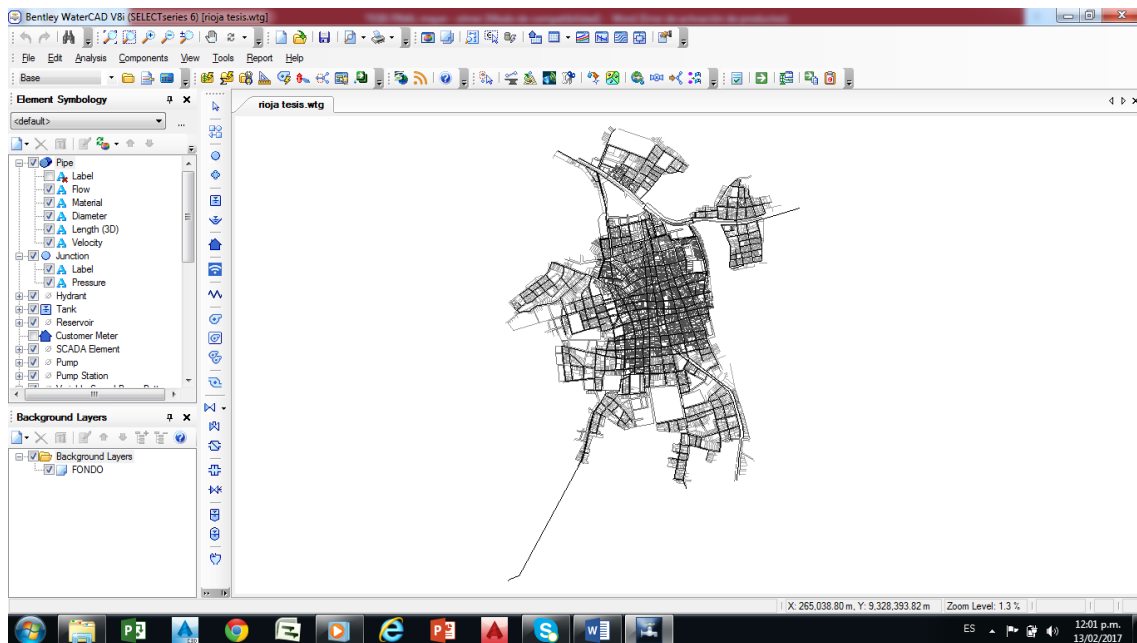 Bentley WaterCAD V8i (SELECTseries 6) [rioja tesis.wtg]
File Edit Analysis Components View Tools Report Help
Base
Element Symbology
rioja tesis.wtg
<default>
...
Pipe
Label
Flow
Material
Diameter
Length (3D)
Velocity
Junction
Label
Pressure
Hydrant
Tank
Reservoir
Customer Meter
SCADA Element
Pump
Pump Station
Background Layers
Background Layers
FONDO
X: 265,038.80 m, Y: 9,328,393.82 m Zoom Level: 1.3 %
ES
12:01 p.m.
13/02/2017